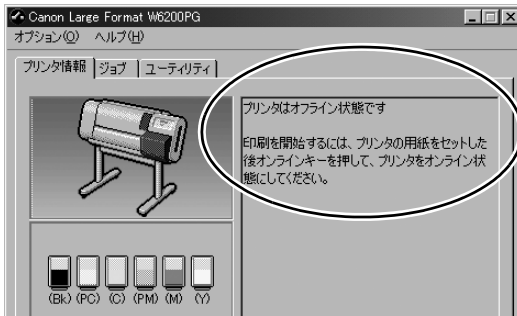 Canon Large Format W6200PG
オプション(O) ヘルプ(H)
プリンタ情報 ジョブ ユーティリティ
プリンタはオフライン状態です
印刷を開始するには、プリンタの用紙をセットした
後オンラインキーを押して、プリンタをオンライン状
態にしてください。
(Bk) (PC) (C) (PM) (M) (Y)